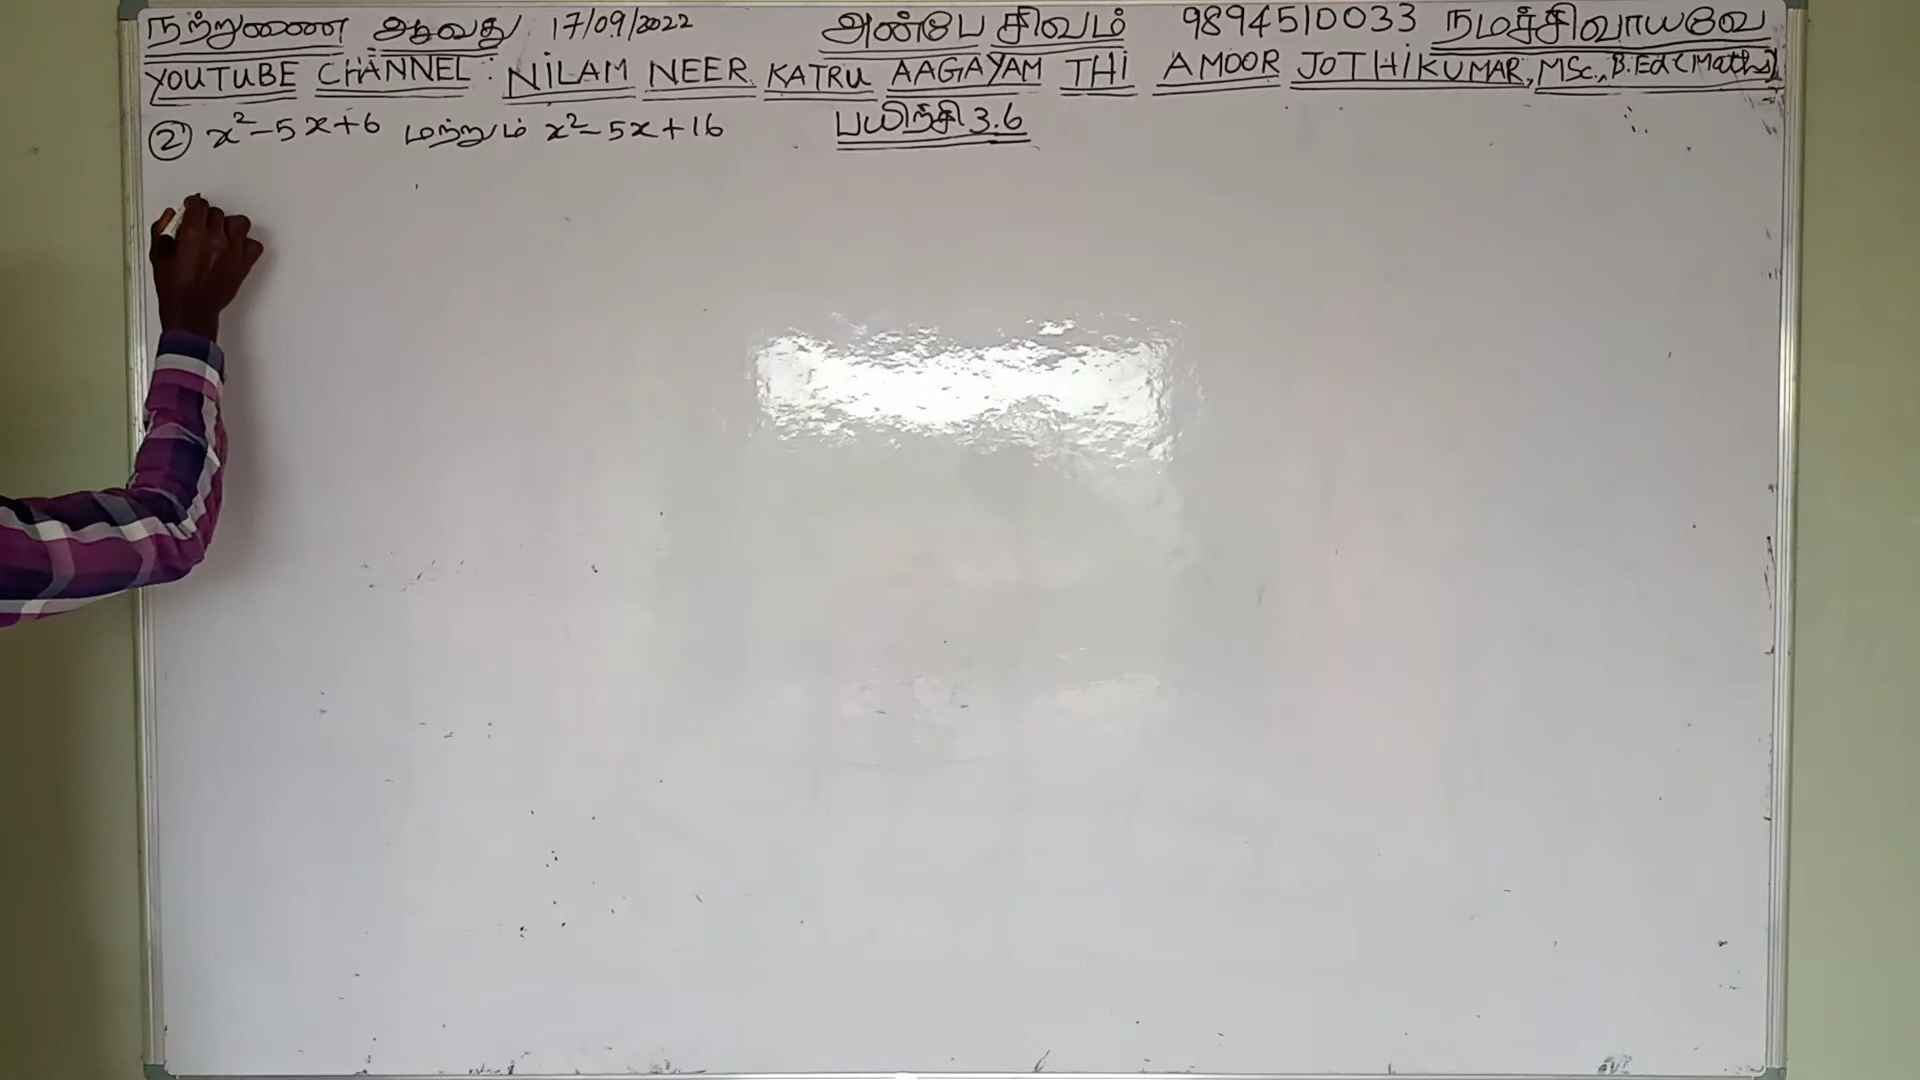 நற்றுணை ஆவது 17/09/2022 அன்பே சிவம் 9894510033 நமச்சிவாயவே
YOUTUBE CHANNEL : NILAM NEER KATRU AAGAYAM THI AMOOR JOTHIKUMAR, MSc., B.Ed (Maths)
② x²-5x+6 மற்றும் x²-5x+16 பயிற்சி 3.6